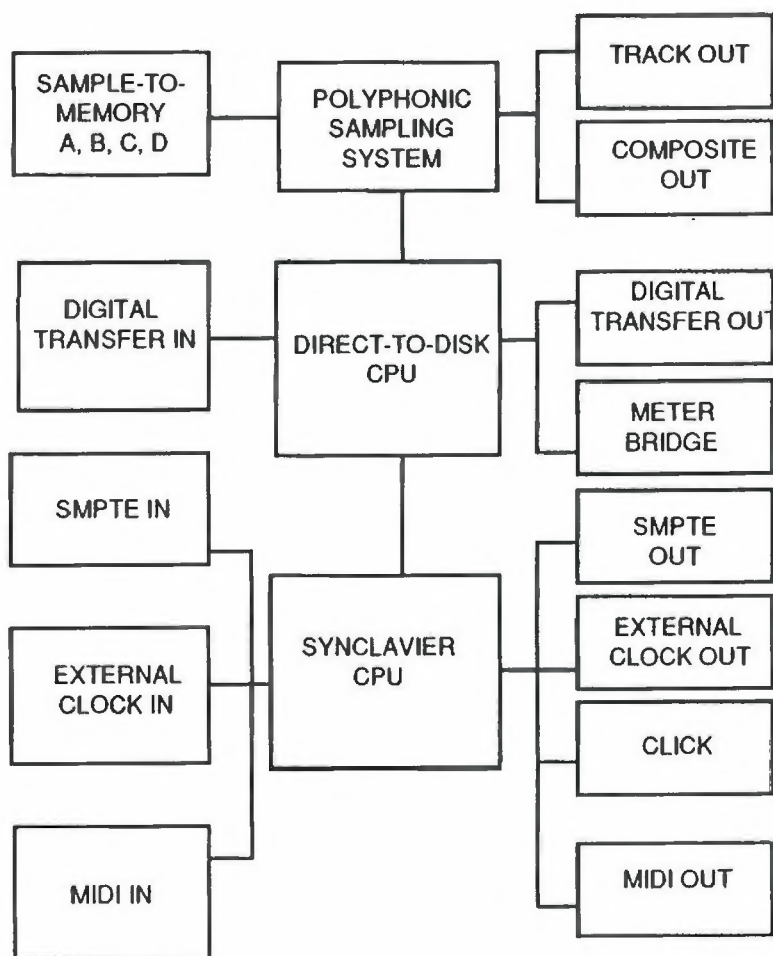 SAMPLE-TO-
MEMORY
A, B, C, D
POLYPHONIC
SAMPLING
SYSTEM
TRACK OUT
COMPOSITE
OUT
DIGITAL
TRANSFER IN
DIRECT-TO-DISK
CPU
DIGITAL
TRANSFER OUT
METER
BRIDGE
SMPTE IN
SMPTE
OUT
EXTERNAL
CLOCK IN
SYNCLAVIER
CPU
EXTERNAL
CLOCK OUT
CLICK
MIDI IN
MIDI OUT